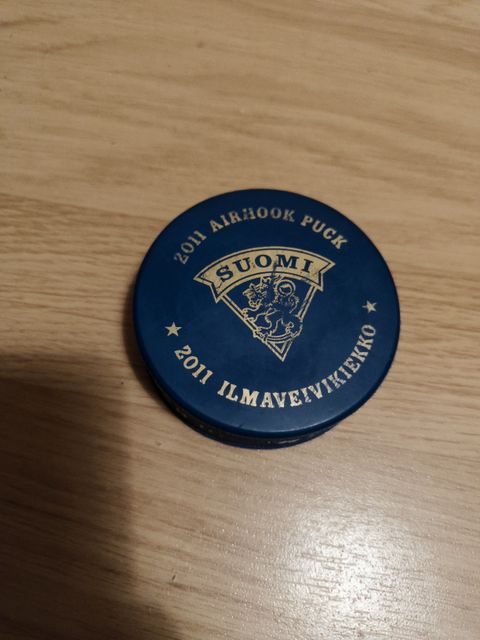 2011 AIRHOOK PUCK
SUOMI
★ 2011 ILMAVEIVIKIEKKO ★